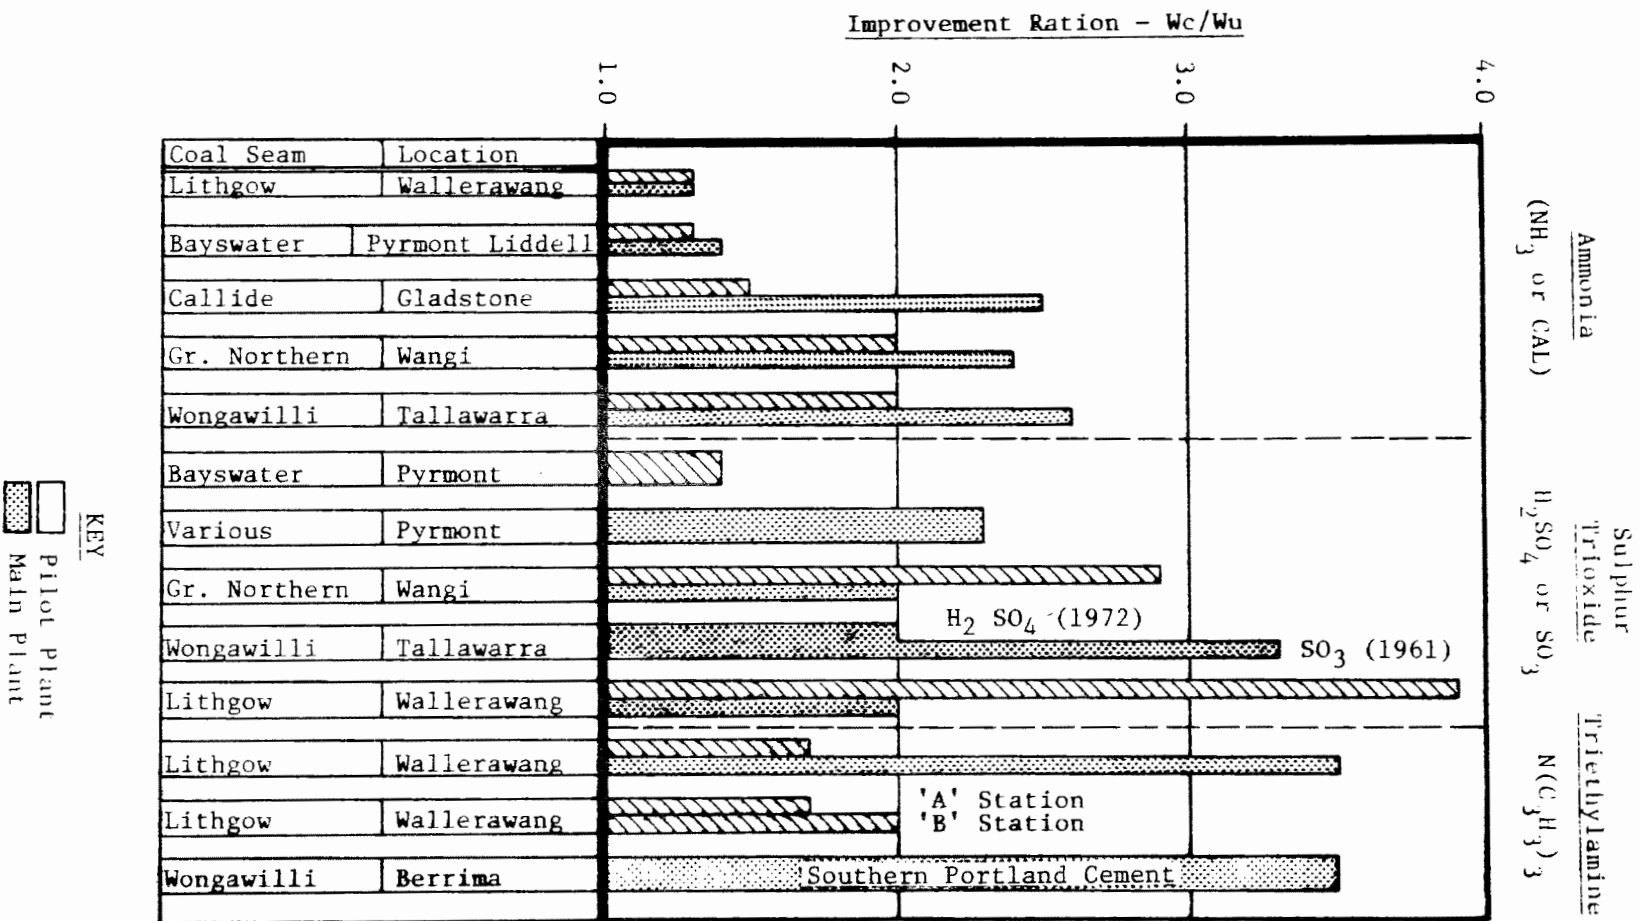 Improvement Ration - Wc/Wu
1.0 2.0 3.0 4.0
Coal Seam Location
Lithgow Wallerawang
Bayswater Pyrmont Liddell
Callide Gladstone
Gr. Northern Wangi
Wongawilli Tallawarra
Bayswater Pyrmont
Various Pyrmont
Gr. Northern Wangi
H2 SO4 (1972)
Wongawilli Tallawarra SO3 (1961)
Lithgow Wallerawang
Lithgow Wallerawang
'A' Station
Lithgow Wallerawang 'B' Station
Wongawilli Berrima Southern Portland Cement
Ammonia
(NH3 or CAL)
Sulphur
Trioxide
H2SO4 or SO3
Triethylamine
N(C3H3)3
KEY
Pilot Plant
Main Plant